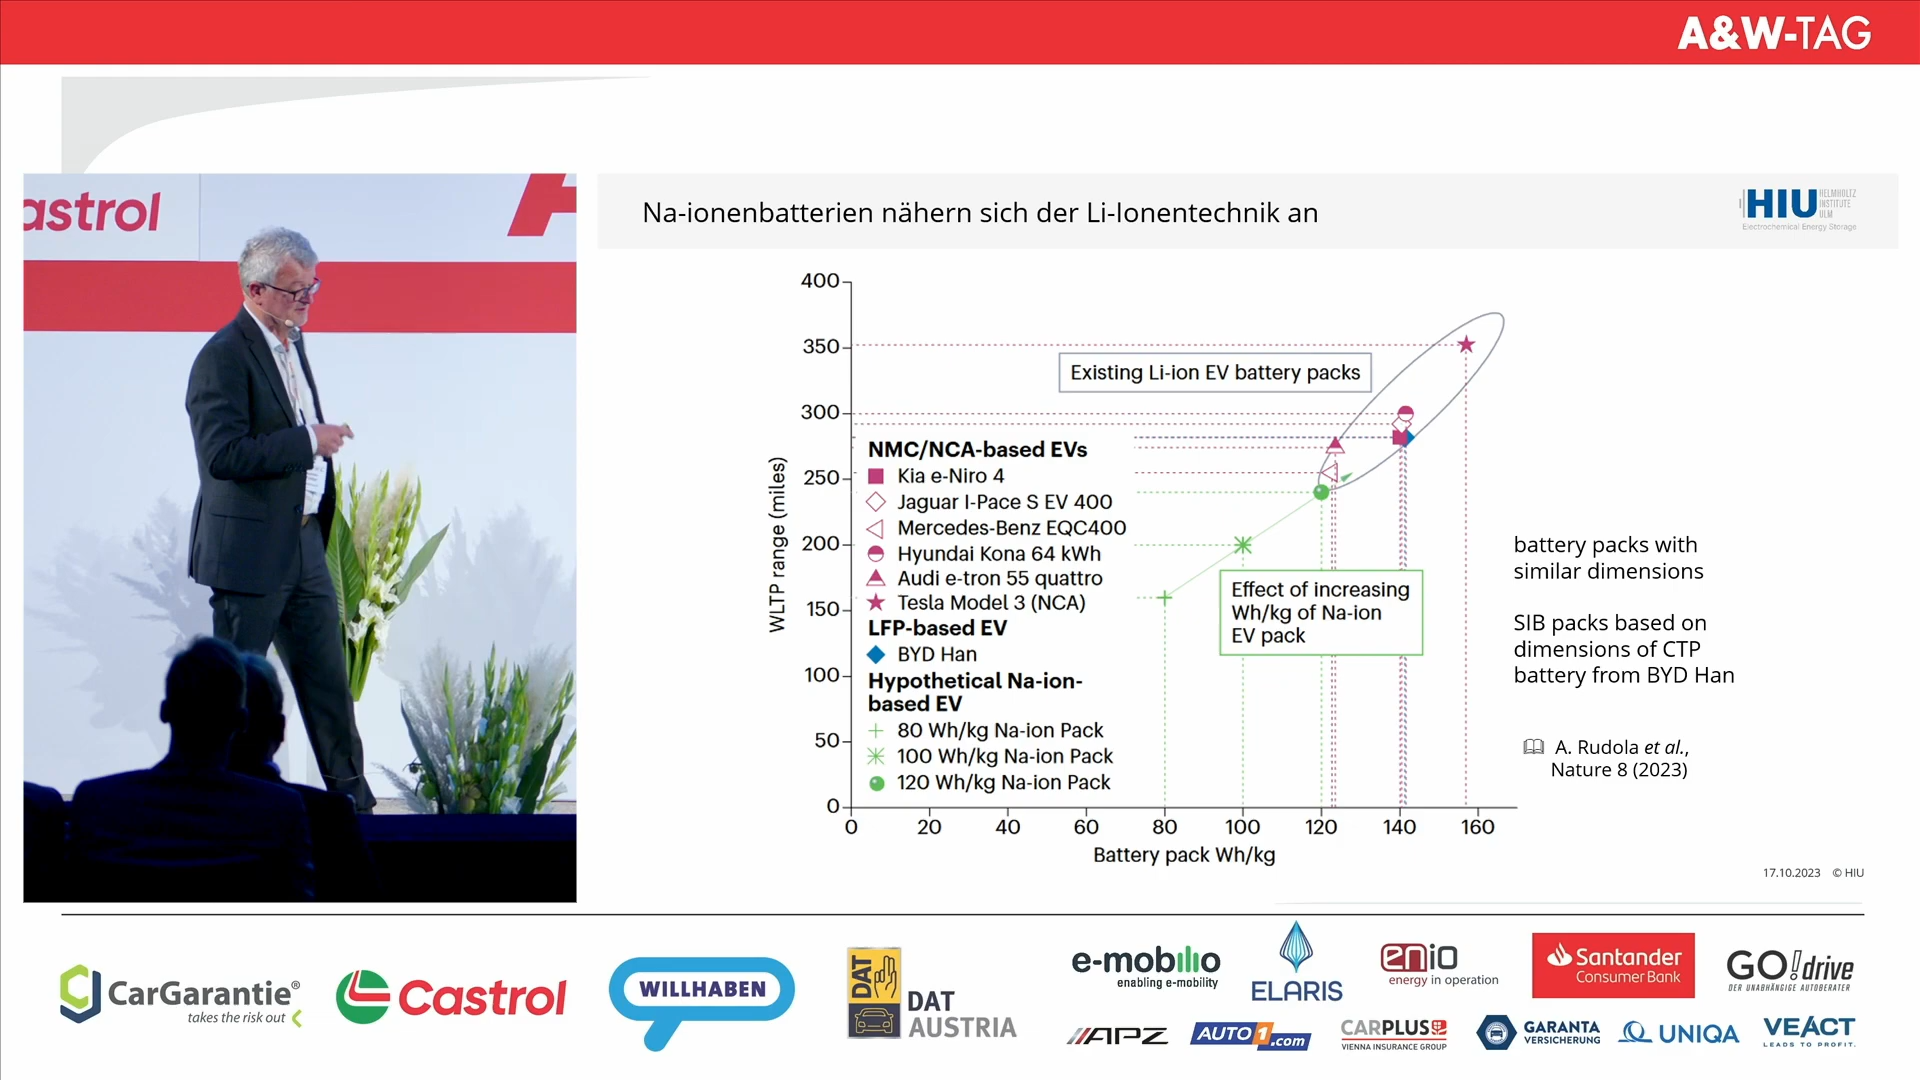 A&W-TAG
astrol
Na-ionenbatterien nähern sich der Li-Ionentechnik an
HIU
HELMHOLTZ
INSTITUTE
ULM
Electrochemical Energy Storage
400
350
300
250
200
150
100
50
0
WLTP range (miles)
Existing Li-ion EV battery packs
NMC/NCA-based EVs
Kia e-Niro 4
Jaguar I-Pace S EV 400
Mercedes-Benz EQC400
Hyundai Kona 64 kWh
Audi e-tron 55 quattro
Tesla Model 3 (NCA)
LFP-based EV
BYD Han
Hypothetical Na-ion-
based EV
80 Wh/kg Na-ion Pack
100 Wh/kg Na-ion Pack
120 Wh/kg Na-ion Pack
Effect of increasing
Wh/kg of Na-ion
EV pack
0 20 40 60 80 100 120 140 160
Battery pack Wh/kg
battery packs with
similar dimensions
SIB packs based on
dimensions of CTP
battery from BYD Han
A. Rudola et al.,
Nature 8 (2023)
17.10.2023 © HIU
CarGarantie®
takes the risk out
Castrol
WILLHABEN
DAT
DAT
AUSTRIA
e-mobilio
enabling e-mobility
ELARIS
enio
energy in operation
Santander
Consumer Bank
GO!drive
DER UNABHÄNGIGE AUTOBERATER
APZ
AUTO1.com
CARPLUS
VIENNA INSURANCE GROUP
GARANTA
VERSICHERUNG
UNIQA
VEACT
LEADS TO PROFIT.